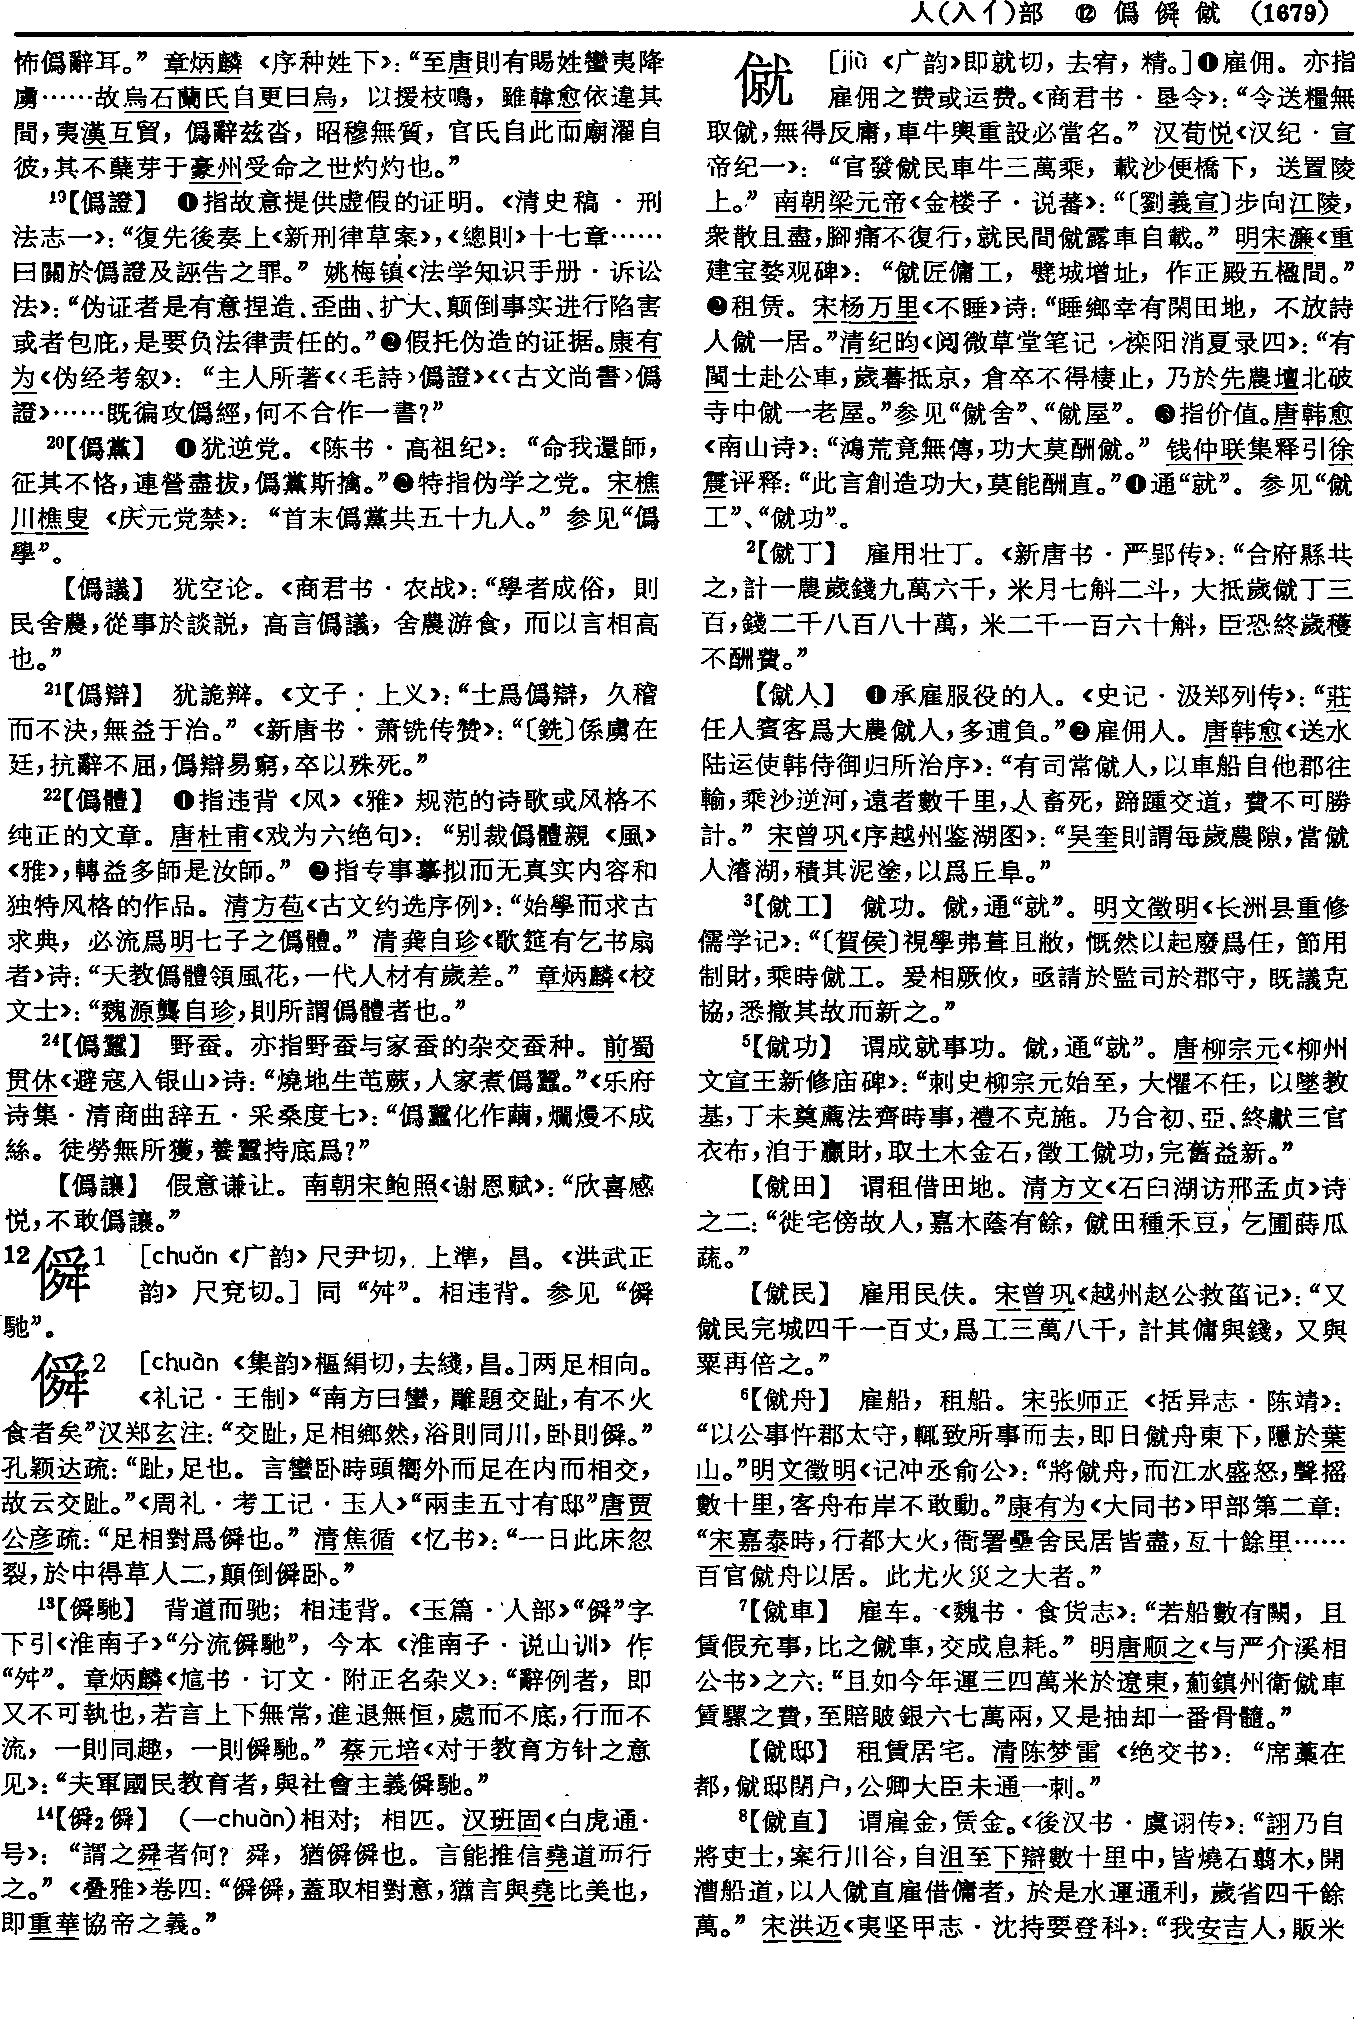 人(入亻)部 ⑫ 僞 僢 僦 (1679)
怖僞辭耳。”章炳麟《序种姓下》：“至唐則有賜姓蠻夷降
虜……故烏石蘭氏自更曰烏，以援枝鳴，雖韓愈依違其
間，夷漢互貿，僞辭兹沓，昭穆無質，官氏自此而廟濯自
彼，其不蘖芽于豪州受命之世灼灼也。”
¹⁹【僞證】 ❶指故意提供虚假的证明。《清史稿·刑
法志一》：“復先後奏上《新刑律草案》，《總則》十七章……
曰關於僞證及誣告之罪。”姚梅镇《法学知识手册·诉讼
法》：“伪证者是有意捏造、歪曲、扩大、颠倒事实进行陷害
或者包庇，是要负法律责任的。”❷假托伪造的证据。康有
为《伪经考叙》：“主人所著《〈毛詩〉僞證》《〈古文尚書〉僞
證》……既徧攻僞經，何不合作一書？”
²⁰【僞黨】 ❶犹逆党。《陈书·高祖纪》：“命我還師，
征其不恪，連營盡拔，僞黨斯擒。”❷特指伪学之党。宋樵
川樵叟《庆元党禁》：“首末僞黨共五十九人。”参见“僞
學”。
【僞議】 犹空论。《商君书·农战》：“學者成俗，則
民舍農，從事於談説，高言僞議，舍農游食，而以言相高
也。”
²¹【僞辯】 犹詭辩。《文子·上义》：“士爲僞辯，久稽
而不决，無益于治。”《新唐书·萧铣传赞》：“〔銑〕係虜在
廷，抗辭不屈，僞辯易窮，卒以殊死。”
²²【僞體】 ❶指违背《风》《雅》规范的诗歌或风格不
纯正的文章。唐杜甫《戏为六绝句》：“别裁僞體親《風》
《雅》，轉益多師是汝師。”❷指专事摹拟而无真实内容和
独特风格的作品。清方苞《古文约选序例》：“始學而求古
求典，必流爲明七子之僞體。”清龚自珍《歌筵有乞书扇
者》诗：“天教僞體領風花，一代人材有歲差。”章炳麟《校
文士》：“魏源龔自珍，則所謂僞體者也。”
²⁴【僞蠶】 野蚕。亦指野蚕与家蚕的杂交蚕种。前蜀
贯休《避寇入银山》诗：“燒地生芚蕨，人家煮僞蠶。”《乐府
诗集·清商曲辞五·采桑度七》：“僞蠶化作繭，爛熳不成
絲。徒勞無所獲，養蠶持底爲？”
【僞讓】 假意谦让。南朝宋鲍照《谢恩赋》：“欣喜感
悦，不敢僞讓。”
12僢1 ［chuǎn《广韵》尺尹切，上準，昌。《洪武正
韵》尺兖切。］同“舛”。相违背。参见“僢
馳”。
僢2 ［chuàn《集韵》樞絹切，去綫，昌。］两足相向。
《礼记·王制》“南方曰蠻，雕題交趾，有不火
食者矣”汉郑玄注：“交趾，足相鄉然，浴則同川，卧則僢。”
孔颖达疏：“趾，足也。言蠻卧時頭嚮外而足在内而相交，
故云交趾。”《周礼·考工记·玉人》“兩圭五寸有邸”唐贾
公彦疏：“足相對爲僢也。”清焦循《忆书》：“一日此床忽
裂，於中得草人二，顛倒僢卧。”
¹³【僢馳】 背道而驰；相违背。《玉篇·人部》“僢”字
下引《淮南子》“分流僢馳”，今本《淮南子·说山训》作
“舛”。章炳麟《訄书·订文·附正名杂义》：“辭例者，即
又不可執也，若言上下無常，進退無恒，處而不底，行而不
流，一則同趣，一則僢馳。”蔡元培《对于教育方针之意
见》：“夫軍國民教育者，與社會主義僢馳。”
¹⁴【僢₂僢】 （—chuàn）相对；相匹。汉班固《白虎通·
号》：“謂之舜者何？舜，猶僢僢也。言能推信堯道而行
之。”《叠雅》卷四：“僢僢，蓋取相對意，猶言與堯比美也，
即重華協帝之義。”
僦 ［jiù《广韵》即就切，去宥，精。］❶雇佣。亦指
雇佣之费或运费。《商君书·垦令》：“令送糧無
取僦，無得反庸，車牛輿重設必當名。”汉荀悦《汉纪·宣
帝纪一》：“官發僦民車牛三萬乘，載沙便橋下，送置陵
上。”南朝梁元帝《金楼子·说蕃》：“〔劉義宣〕步向江陵，
衆散且盡，脚痛不復行，就民間僦露車自載。”明宋濂《重
建宝婺观碑》：“僦匠傭工，甓城增址，作正殿五楹間。”
❷租赁。宋杨万里《不睡》诗：“睡鄉幸有閑田地，不放詩
人僦一居。”清纪昀《阅微草堂笔记·滦阳消夏录四》：“有
閩士赴公車，歲暮抵京，倉卒不得棲止，乃於先農壇北破
寺中僦一老屋。”参见“僦舍”、“僦屋”。❸指价值。唐韩愈
《南山诗》：“鴻荒竟無傳，功大莫酬僦。”钱仲联集释引徐
震评释：“此言創造功大，莫能酬直。”❹通“就”。参见“僦
工”、“僦功”。
²【僦丁】 雇用壮丁。《新唐书·严郢传》：“合府縣共
之，計一農歲錢九萬六千，米月七斛二斗，大抵歲僦丁三
百，錢二千八百八十萬，米二千一百六十斛，臣恐終歲穫
不酬費。”
【僦人】 ❶承雇服役的人。《史记·汲郑列传》：“莊
任人賓客爲大農僦人，多逋負。”❷雇佣人。唐韩愈《送水
陆运使韩侍御归所治序》：“有司常僦人，以車船自他郡往
輸，乘沙逆河，遠者數千里，人畜死，蹄踵交道，費不可勝
計。”宋曾巩《序越州鉴湖图》：“吴奎則謂每歲農隙，當僦
人濬湖，積其泥塗，以爲丘阜。”
³【僦工】 僦功。僦，通“就”。明文徵明《长洲县重修
儒学记》：“〔賀侯〕視學弗葺且敝，慨然以起廢爲任，節用
制財，乘時僦工。爰相厥攸，亟請於監司於郡守，既議克
協，悉撤其故而新之。”
⁵【僦功】 谓成就事功。僦，通“就”。唐柳宗元《柳州
文宣王新修庙碑》：“刺史柳宗元始至，大懼不任，以墜教
基，丁未奠薦法齊時事，禮不克施。乃合初、亞、終獻三官
衣布，洎于贏財，取土木金石，徵工僦功，完舊益新。”
【僦田】 谓租借田地。清方文《石臼湖访邢孟贞》诗
之二：“徙宅傍故人，嘉木蔭有餘，僦田種禾豆，乞圃蒔瓜
蔬。”
【僦民】 雇用民伕。宋曾巩《越州赵公救菑记》：“又
僦民完城四千一百丈，爲工三萬八千，計其傭與錢，又與
粟再倍之。”
⁶【僦舟】 雇船，租船。宋张师正《括异志·陈靖》：
“以公事忤郡太守，輒致所事而去，即日僦舟東下，隱於葉
山。”明文徵明《记冲丞俞公》：“將僦舟，而江水盛怒，聲摇
數十里，客舟布岸不敢動。”康有为《大同书》甲部第二章：
“宋嘉泰時，行都大火，衙署壘舍民居皆盡，亙十餘里……
百官僦舟以居。此尤火災之大者。”
⁷【僦車】 雇车。《魏书·食货志》：“若船數有闕，且
賃假充事，比之僦車，交成息耗。”明唐顺之《与严介溪相
公书》之六：“且如今年運三四萬米於遼東，薊鎮州衛僦車
賃騾之費，至賠賍銀六七萬兩，又是抽却一番骨髓。”
【僦邸】 租賃居宅。清陈梦雷《绝交书》：“席藁在
都，僦邸閉户，公卿大臣未通一刺。”
⁸【僦直】 谓雇金，赁金。《後汉书·虞诩传》：“詡乃自
將吏士，案行川谷，自沮至下辯數十里中，皆燒石翦木，開
漕船道，以人僦直雇借傭者，於是水運通利，歲省四千餘
萬。”宋洪迈《夷坚甲志·沈持要登科》：“我安吉人，販米